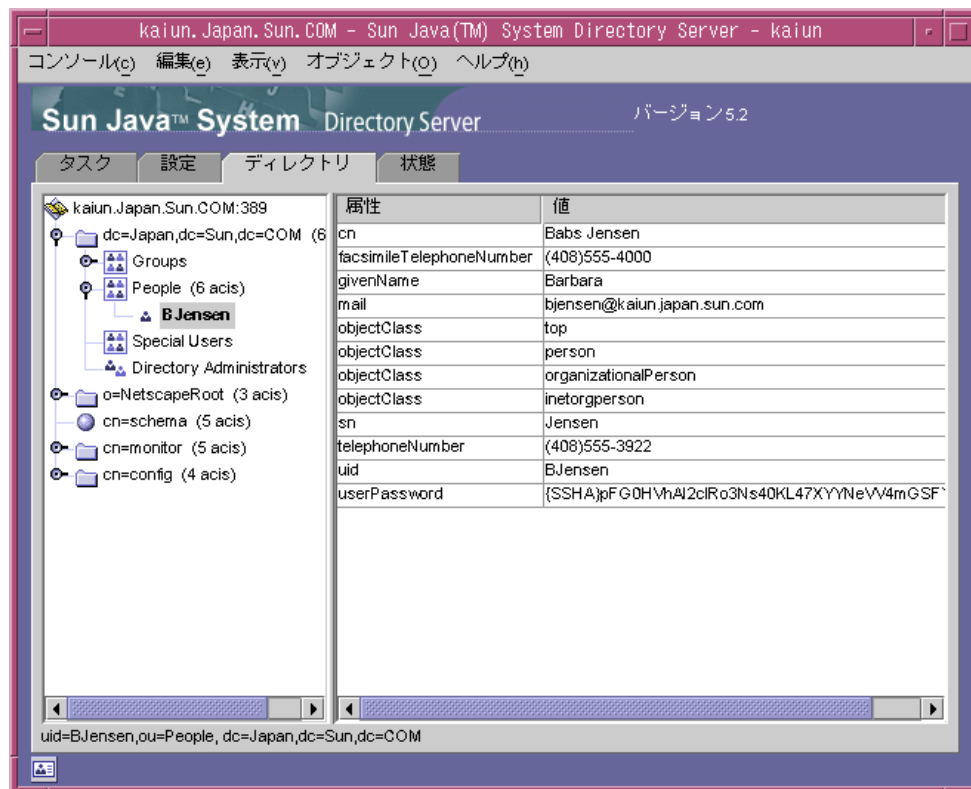 kaiun.Japan.Sun.COM - Sun Java(TM) System Directory Server - kaiun
コンソール(c) 編集(e) 表示(v) オブジェクト(o) ヘルプ(h)
Sun Java™ System Directory Server
バージョン5.2
タスク 設定 ディレクトリ 状態
kaiun.Japan.Sun.COM:389
dc=Japan,dc=Sun,dc=COM (6
Groups
People (6 acis)
BJensen
Special Users
Directory Administrators
o=NetscapeRoot (3 acis)
cn=schema (5 acis)
cn=monitor (5 acis)
cn=config (4 acis)
属性 値
cn Babs Jensen
facsimileTelephoneNumber (408)555-4000
givenName Barbara
mail bjensen@kaiun.japan.sun.com
objectClass top
objectClass person
objectClass organizationalPerson
objectClass inetorgperson
sn Jensen
telephoneNumber (408)555-3922
uid BJensen
userPassword
uid=BJensen,ou=People, dc=Japan,dc=Sun,dc=COM